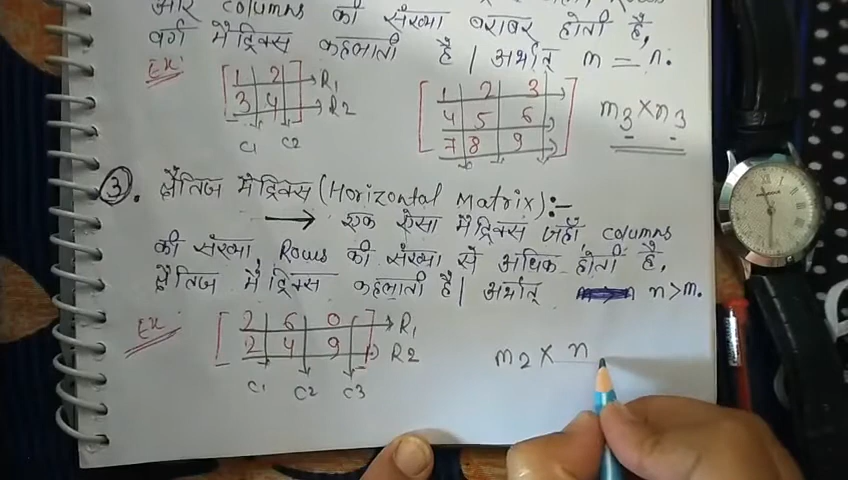 और columns की संख्या बराबर होती है,
वर्ग मैट्रिक्स कहलाती है | अर्थात् m = n.
Ex:
1 2 → R1
3 4 → R2
C1 C2
1 2 3
4 5 6
7 8 9
m3 × n3
3. क्षैतिज मैट्रिक्स (Horizontal Matrix) :-
→ एक ऐसा मैट्रिक्स जहाँ columns
की संख्या, Rows की संख्या से अधिक होती है,
क्षैतिज मैट्रिक्स कहलाती है | अर्थात् n > m.
Ex:
2 6 0 → R1
2 4 9 → R2
C1 C2 C3
m2 × n